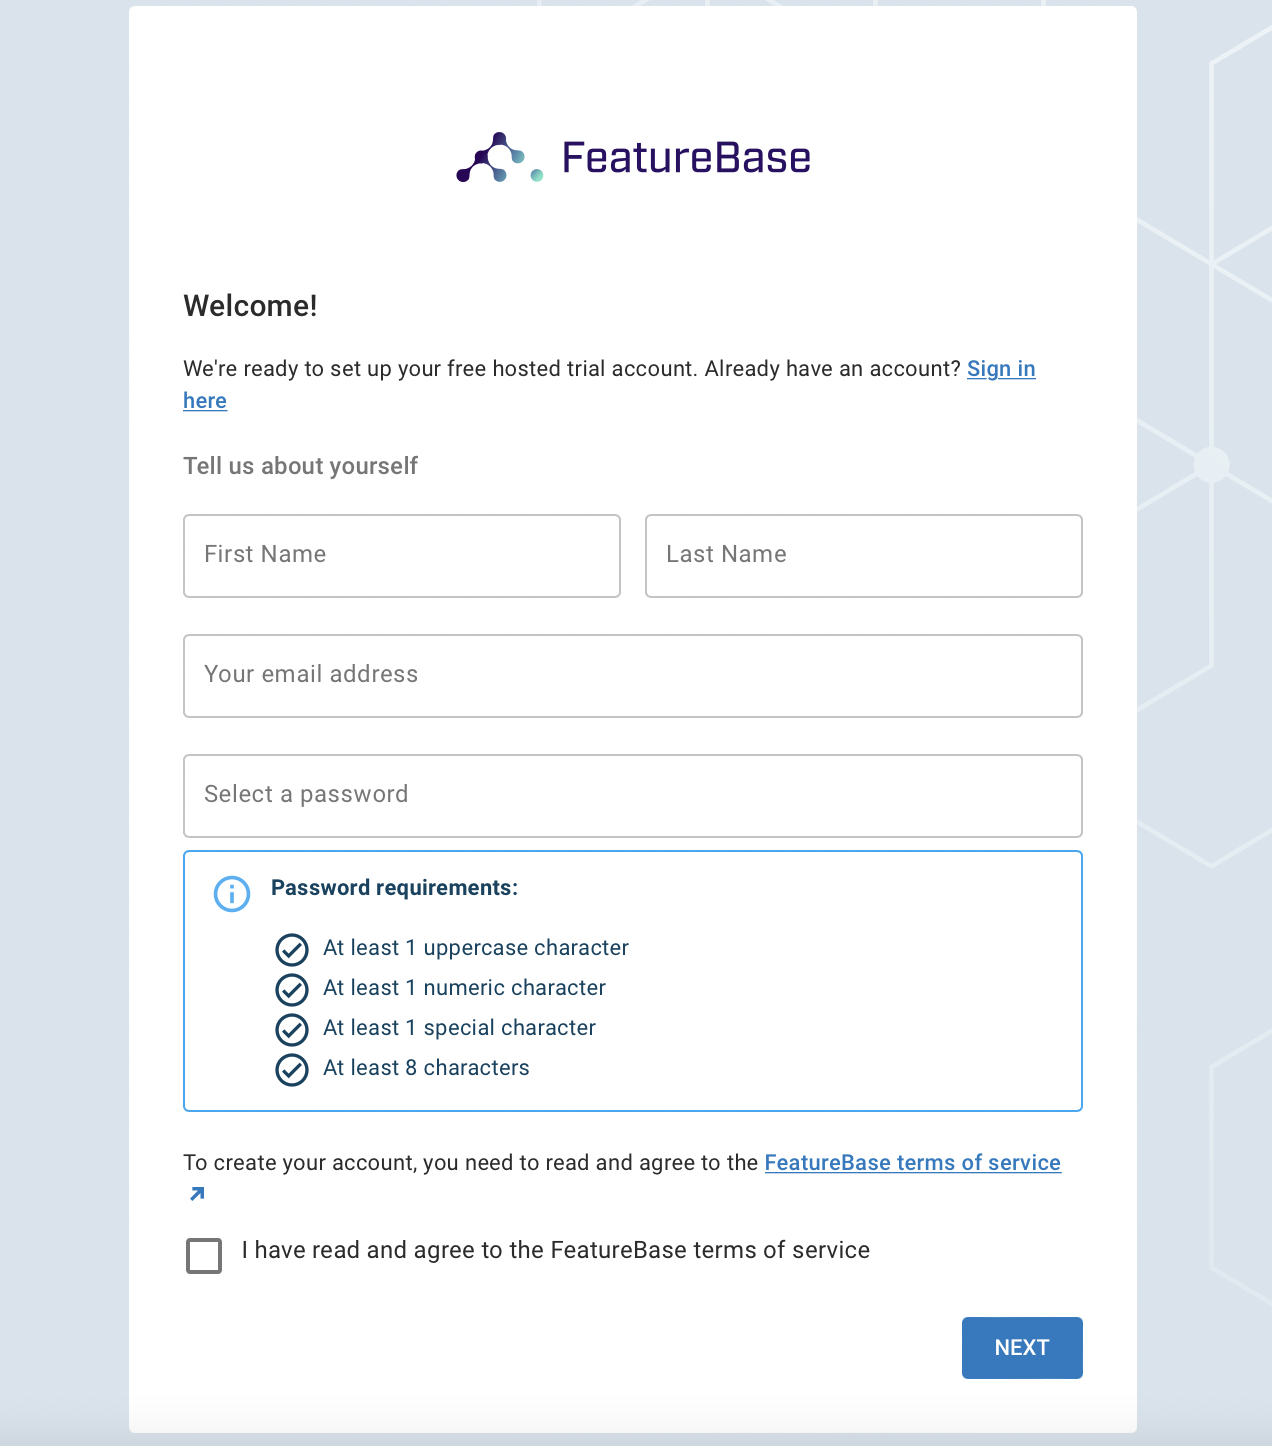 FeatureBase
Welcome!
We're ready to set up your free hosted trial account. Already have an account? Sign in
here
Tell us about yourself
First Name
Last Name
Your email address
Select a password
Password requirements:
At least 1 uppercase character
At least 1 numeric character
At least 1 special character
At least 8 characters
To create your account, you need to read and agree to the FeatureBase terms of service
I have read and agree to the FeatureBase terms of service
NEXT